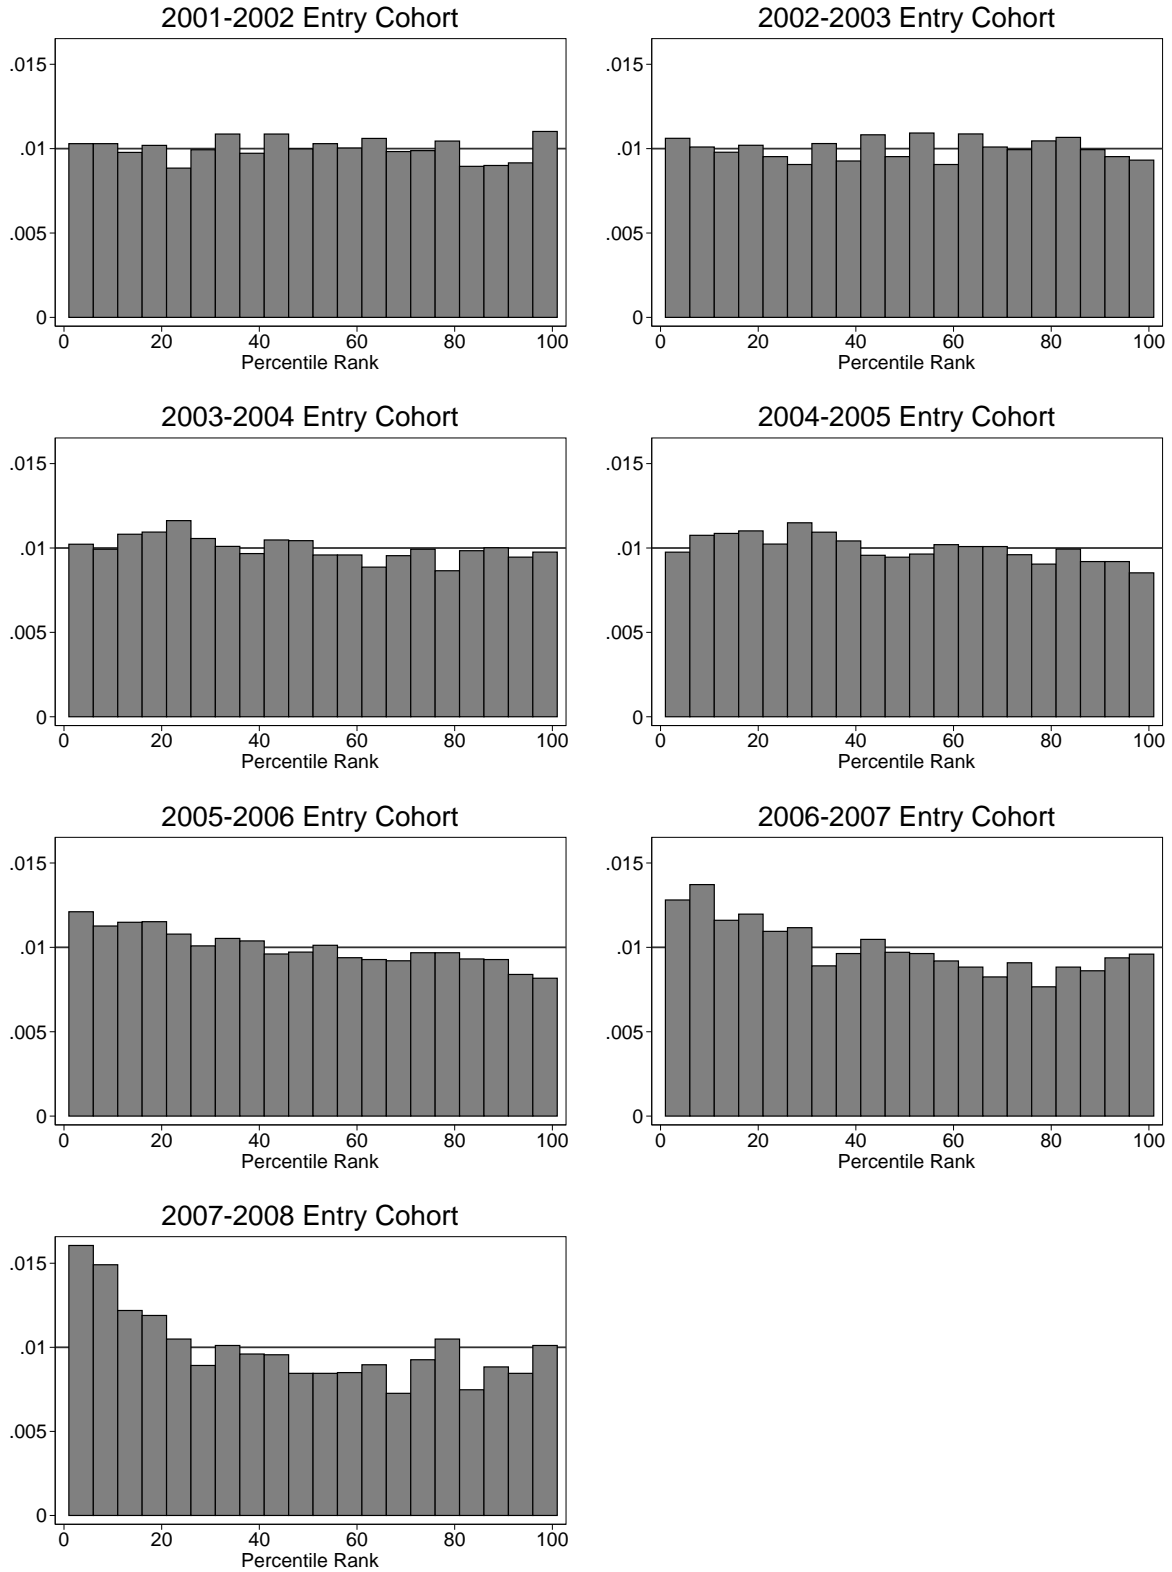 2001-2002 Entry Cohort
.015
.01
.005
0
0 20 40 60 80 100
Percentile Rank
2002-2003 Entry Cohort
.015
.01
.005
0
0 20 40 60 80 100
Percentile Rank
2003-2004 Entry Cohort
.015
.01
.005
0
0 20 40 60 80 100
Percentile Rank
2004-2005 Entry Cohort
.015
.01
.005
0
0 20 40 60 80 100
Percentile Rank
2005-2006 Entry Cohort
.015
.01
.005
0
0 20 40 60 80 100
Percentile Rank
2006-2007 Entry Cohort
.015
.01
.005
0
0 20 40 60 80 100
Percentile Rank
2007-2008 Entry Cohort
.015
.01
.005
0
0 20 40 60 80 100
Percentile Rank